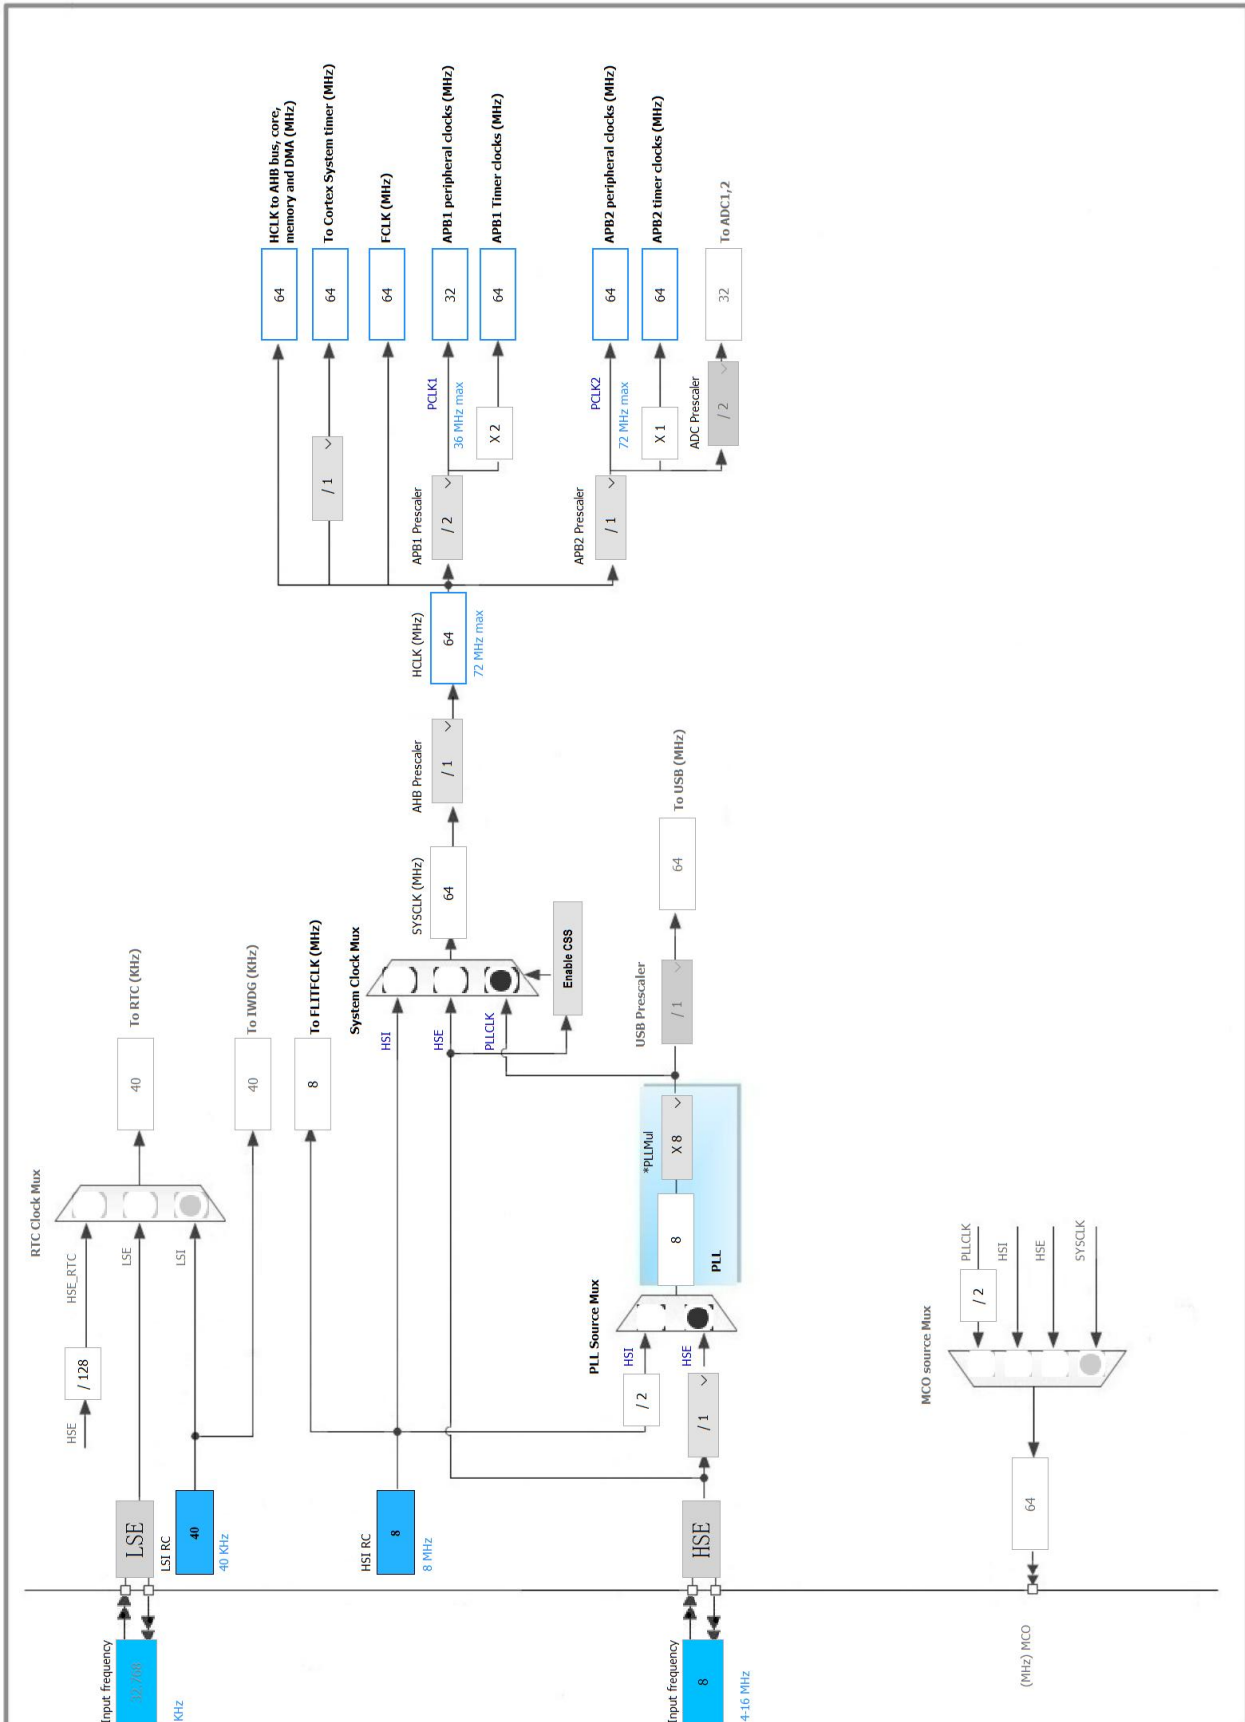 RTC Clock Mux
HSE
/ 128
HSE_RTC
LSE
LSI
40
To RTC (KHz)
Input frequency
32.768
KHz
LSE
LSI RC
40
40 KHz
40
To IWDG (KHz)
8
To FLITFCLK (MHz)
HSI RC
8
8 MHz
System Clock Mux
HSI
HSE
PLLCLK
Enable CSS
SYSCLK (MHz)
64
AHB Prescaler
/ 1
HCLK (MHz)
64
72 MHz max
64
HCLK to AHB bus, core,
memory and DMA (MHz)
/ 1
64
To Cortex System timer (MHz)
64
FCLK (MHz)
APB1 Prescaler
/ 2
PCLK1
36 MHz max
32
APB1 peripheral clocks (MHz)
X 2
64
APB1 Timer clocks (MHz)
APB2 Prescaler
/ 1
PCLK2
72 MHz max
64
APB2 peripheral clocks (MHz)
X 1
64
APB2 timer clocks (MHz)
ADC Prescaler
/ 2
32
To ADC1,2
Input frequency
8
4-16 MHz
HSE
PLL Source Mux
/ 2
HSI
/ 1
HSE
8
*PLLMul
X 8
PLL
USB Prescaler
/ 1
64
To USB (MHz)
MCO source Mux
/ 2
PLLCLK
HSI
HSE
SYSCLK
64
(MHz) MCO